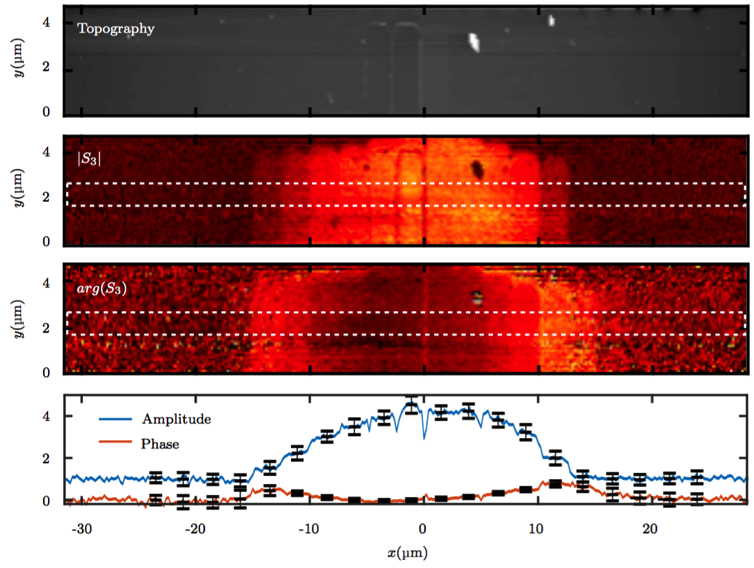 4
Topography
y(μm)
2
0
4
|S₃|
y(μm)
2
0
4
arg(S₃)
y(μm)
2
0
4
Amplitude
Phase
2
0
-30 -20 -10 0 10 20
x(μm)